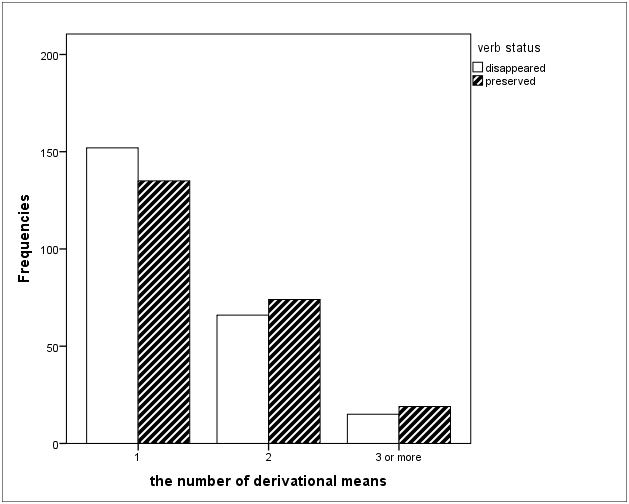 verb status
disappeared
preserved
200
150
100
50
0
Frequencies
1 2 3 or more
the number of derivational means